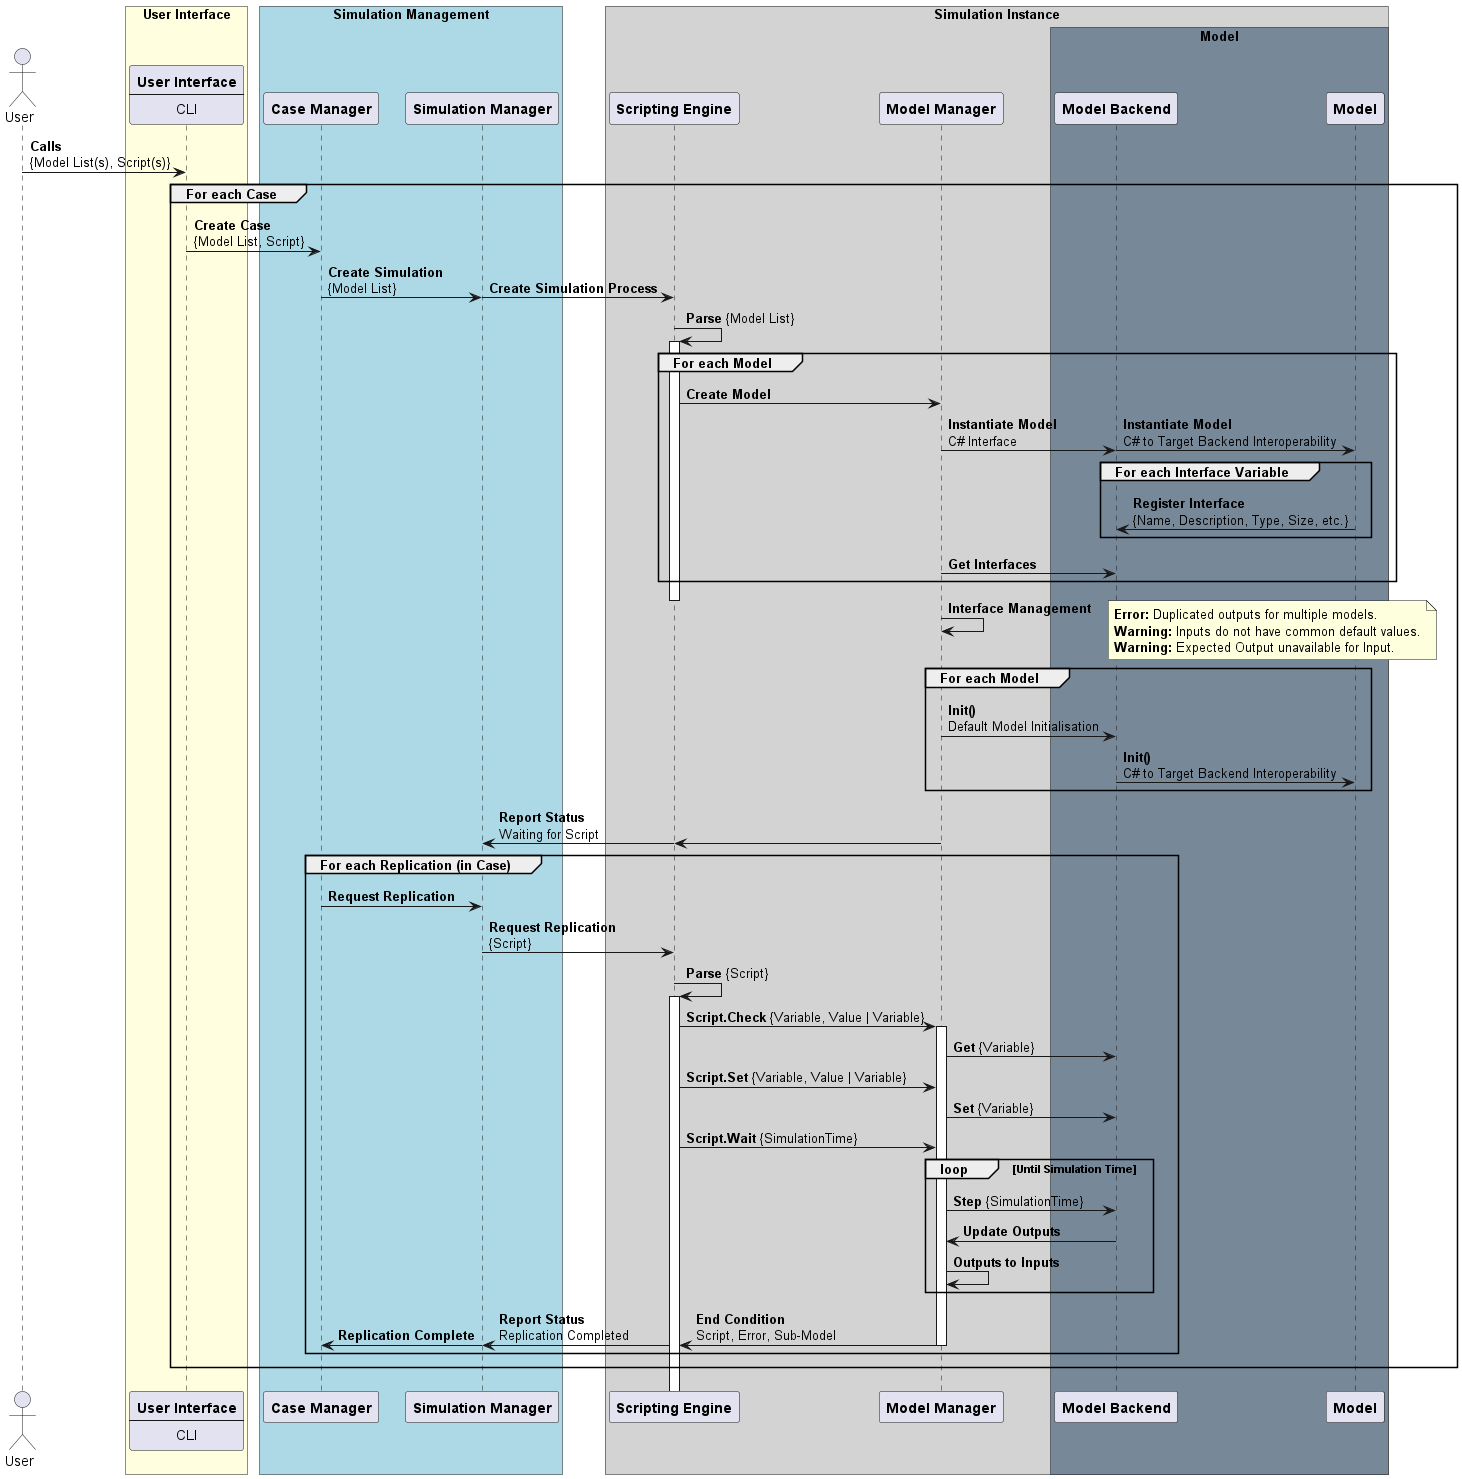 User Interface
Simulation Management
Simulation Instance
Model
User
User Interface
CLI
Case Manager
Simulation Manager
Scripting Engine
Model Manager
Model Backend
Model
Calls
{Model List(s), Script(s)}
For each Case
Create Case
{Model List, Script}
Create Simulation
{Model List}
Create Simulation Process
Parse {Model List}
For each Model
Create Model
Instantiate Model
C# Interface
Instantiate Model
C# to Target Backend Interoperability
For each Interface Variable
Register Interface
{Name, Description, Type, Size, etc.}
Get Interfaces
Interface Management
Error: Duplicated outputs for multiple models.
Warning: Inputs do not have common default values.
Warning: Expected Output unavailable for Input.
For each Model
Init()
Default Model Initialisation
Init()
C# to Target Backend Interoperability
Report Status
Waiting for Script
For each Replication (in Case)
Request Replication
Request Replication
{Script}
Parse {Script}
Script.Check {Variable, Value | Variable}
Get {Variable}
Script.Set {Variable, Value | Variable}
Set {Variable}
Script.Wait {SimulationTime}
loop [Until Simulation Time]
Step {SimulationTime}
Update Outputs
Outputs to Inputs
End Condition
Script, Error, Sub-Model
Report Status
Replication Completed
Replication Complete
User
User Interface
CLI
Case Manager
Simulation Manager
Scripting Engine
Model Manager
Model Backend
Model